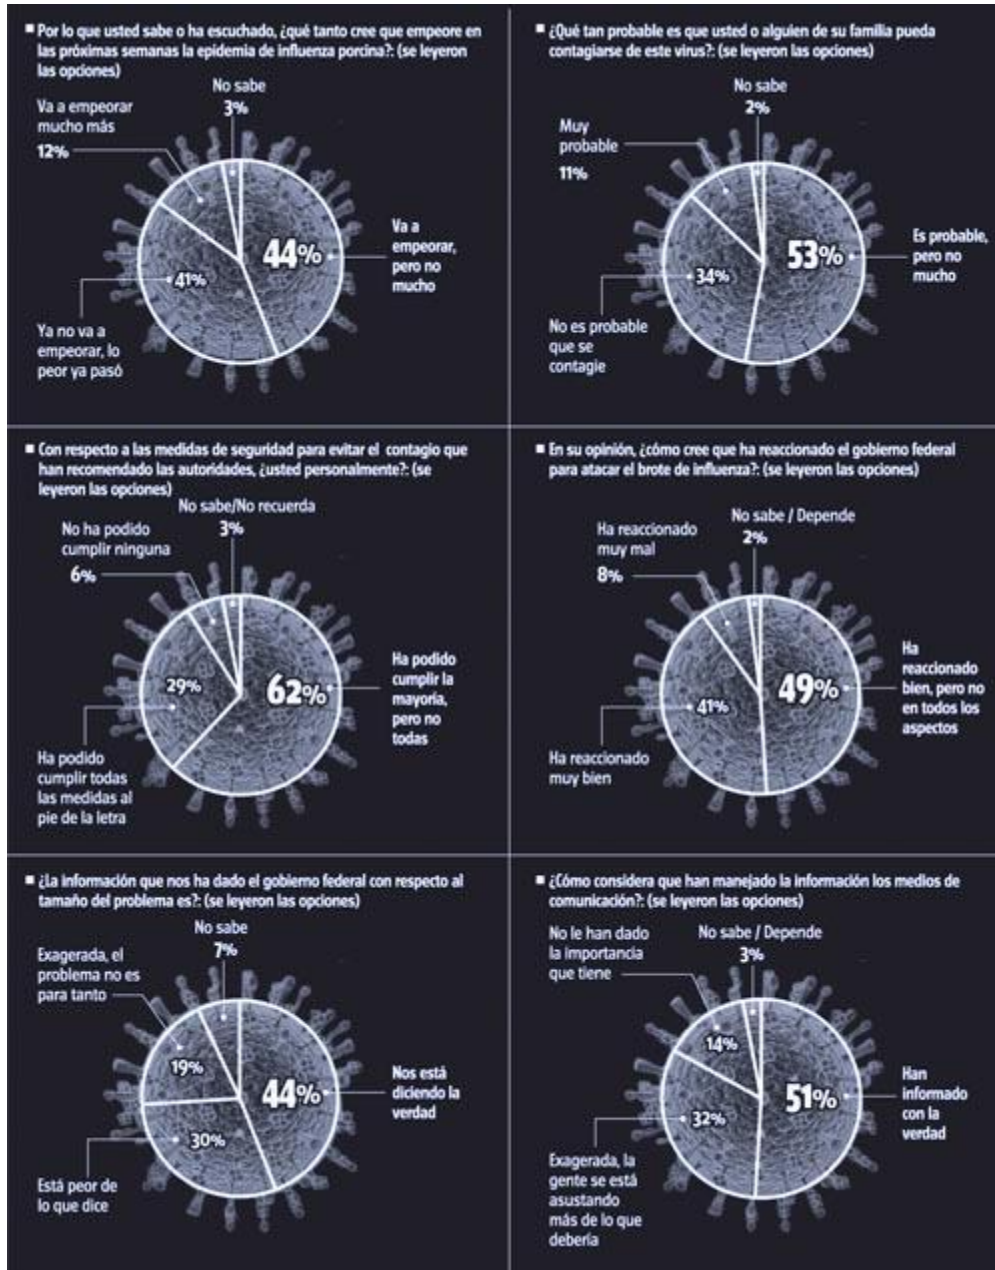 Por lo que usted sabe o ha escuchado, ¿qué tanto cree que empeore en
las próximas semanas la epidemia de influenza porcina?: (se leyeron
las opciones)
No sabe
3%
Va a empeorar
mucho más
12%
44%
Va a
empeorar,
pero no
mucho
41%
Ya no va a
empeorar, lo
peor ya pasó
¿Qué tan probable es que usted o alguien de su familia pueda
contagiarse de este virus?: (se leyeron las opciones)
No sabe
2%
Muy
probable
11%
53%
Es probable,
pero no
mucho
34%
No es probable
que se
contagie
Con respecto a las medidas de seguridad para evitar el contagio que
han recomendado las autoridades, ¿usted personalmente?: (se
leyeron las opciones)
No sabe/No recuerda
3%
No ha podido
cumplir ninguna
6%
62%
Ha podido
cumplir la
mayoría,
pero no
todas
29%
Ha podido
cumplir todas
las medidas al
pie de la letra
En su opinión, ¿cómo cree que ha reaccionado el gobierno federal
para atacar el brote de influenza?: (se leyeron las opciones)
No sabe / Depende
2%
Ha reaccionado
muy mal
8%
49%
Ha
reaccionado
bien, pero no
en todos los
aspectos
41%
Ha reaccionado
muy bien
¿La información que nos ha dado el gobierno federal con respecto al
tamaño del problema es?: (se leyeron las opciones)
No sabe
7%
Exagerada, el
problema no es
para tanto
19%
44%
Nos está
diciendo la
verdad
30%
Está peor de
lo que dice
¿Cómo considera que han manejado la información los medios de
comunicación?: (se leyeron las opciones)
No le han dado
la importancia
que tiene
No sabe / Depende
3%
14%
51%
Han
informado
con la
verdad
32%
Exagerada, la
gente se está
asustando
más de lo que
debería